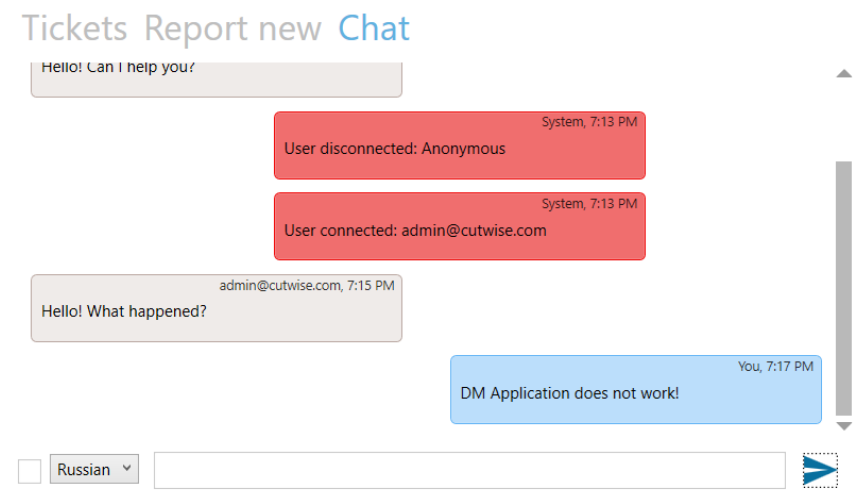 Tickets Report new Chat
Hello! Can I help you?
System, 7:13 PM
User disconnected: Anonymous
System, 7:13 PM
User connected: admin@cutwise.com
admin@cutwise.com, 7:15 PM
Hello! What happened?
You, 7:17 PM
DM Application does not work!
Russian